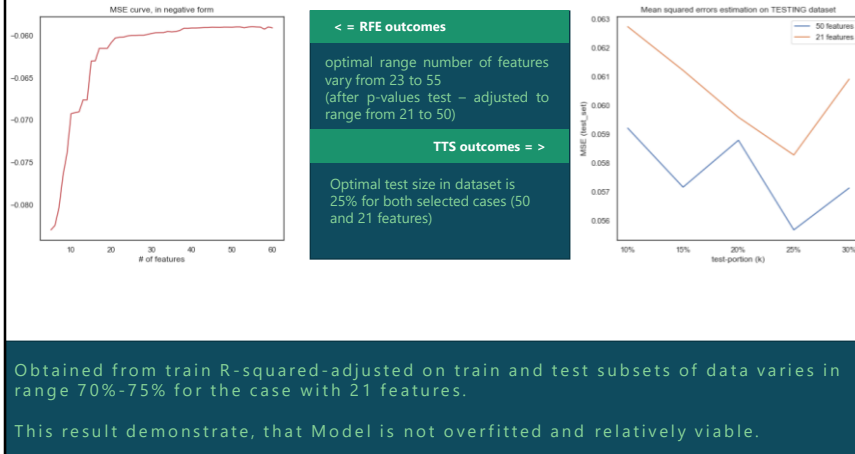 MSE curve, in negative form
−0.060
−0.065
−0.070
−0.075
−0.080
10 20 30 40 50 60
# of features
< = RFE outcomes
optimal range number of features
vary from 23 to 55
(after p-values test – adjusted to
range from 21 to 50)
TTS outcomes = >
Optimal test size in dataset is
25% for both selected cases (50
and 21 features)
Mean squared errors estimation on TESTING dataset
50 features
21 features
0.063
0.062
0.061
0.060
0.059
0.058
0.057
0.056
MSE (test_set)
10% 15% 20% 25% 30%
test-portion (k)
Obtained from train R-squared-adjusted on train and test subsets of data varies in
range 70%-75% for the case with 21 features.
This result demonstrate, that Model is not overfitted and relatively viable.